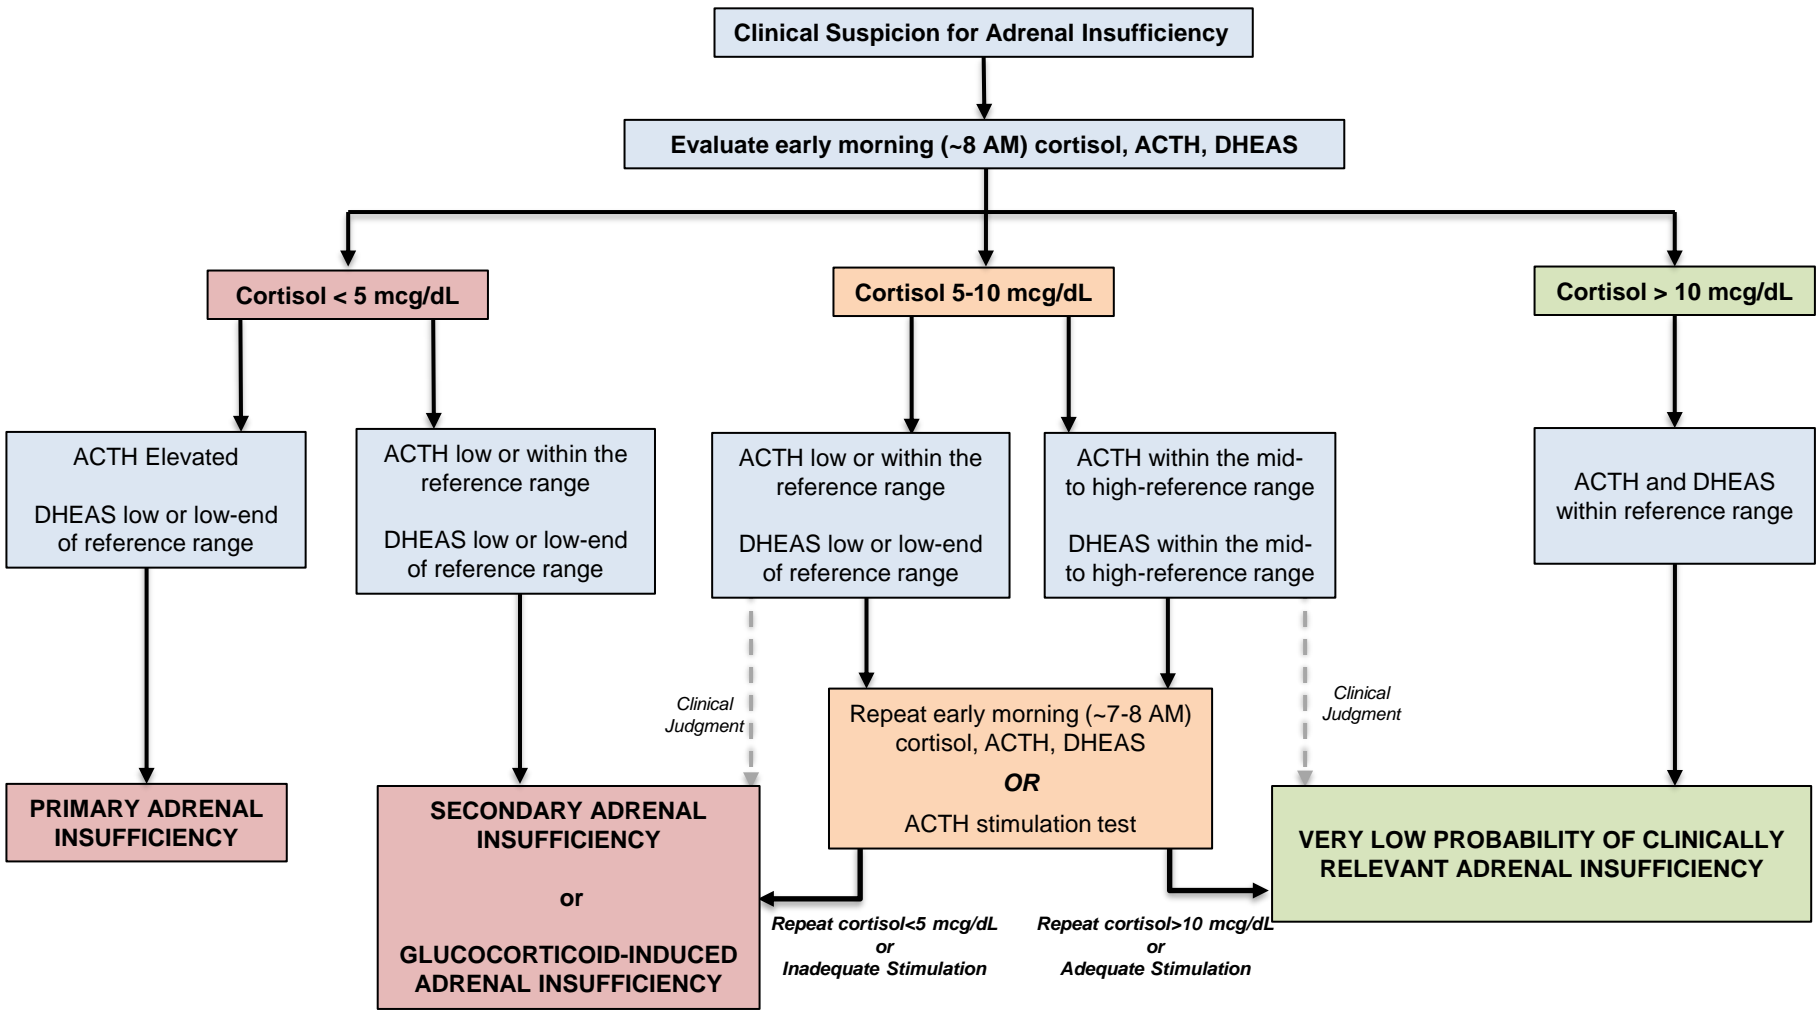 Clinical Suspicion for Adrenal Insufficiency
Evaluate early morning (~8 AM) cortisol, ACTH, DHEAS
Cortisol < 5 mcg/dL
Cortisol 5-10 mcg/dL
Cortisol > 10 mcg/dL
ACTH Elevated
DHEAS low or low-end
of reference range
ACTH low or within the
reference range
DHEAS low or low-end
of reference range
ACTH low or within the
reference range
DHEAS low or low-end
of reference range
ACTH within the mid-
to high-reference range
DHEAS within the mid-
to high-reference range
ACTH and DHEAS
within reference range
Clinical
Judgment
Repeat early morning (~7-8 AM)
cortisol, ACTH, DHEAS
OR
ACTH stimulation test
Clinical
Judgment
PRIMARY ADRENAL
INSUFFICIENCY
SECONDARY ADRENAL
INSUFFICIENCY
or
GLUCOCORTICOID-INDUCED
ADRENAL INSUFFICIENCY
Repeat cortisol<5 mcg/dL
or
Inadequate Stimulation
Repeat cortisol>10 mcg/dL
or
Adequate Stimulation
VERY LOW PROBABILITY OF CLINICALLY
RELEVANT ADRENAL INSUFFICIENCY